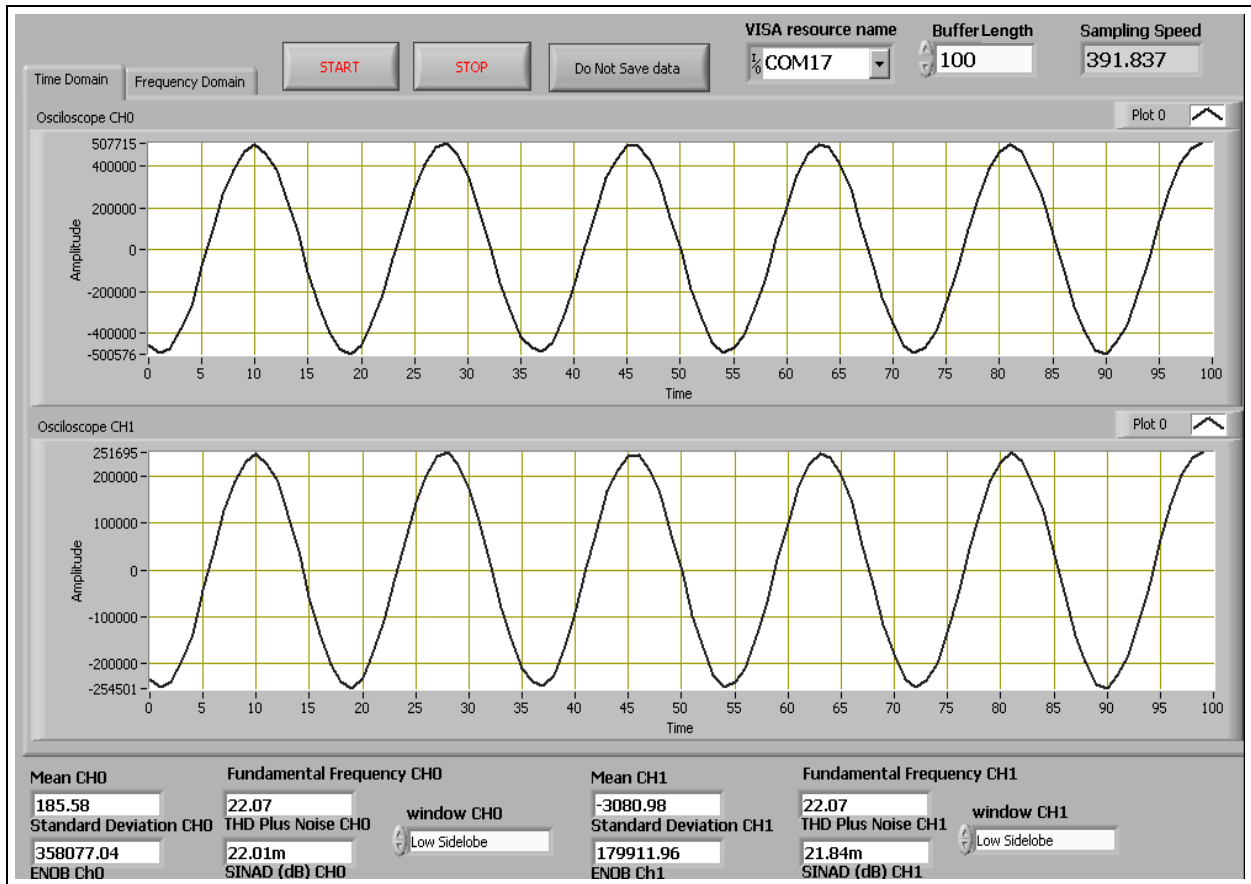 VISA resource name Buffer Length Sampling Speed
START STOP Do Not Save data I/O COM17 100 391.837
Time Domain Frequency Domain
Osciloscope CH0 Plot 0
507715
400000
200000
0
-200000
-400000
-500576
Amplitude
0 5 10 15 20 25 30 35 40 45 50 55 60 65 70 75 80 85 90 95 100
Time
Osciloscope CH1 Plot 0
251695
200000
100000
0
-100000
-200000
-254501
Amplitude
0 5 10 15 20 25 30 35 40 45 50 55 60 65 70 75 80 85 90 95 100
Time
Mean CH0 Fundamental Frequency CH0 Mean CH1 Fundamental Frequency CH1
185.58 22.07 window CH0 -3080.98 22.07 window CH1
Standard Deviation CH0 THD Plus Noise CH0 Low Sidelobe Standard Deviation CH1 THD Plus Noise CH1 Low Sidelobe
358077.04 22.01m 179911.96 21.84m
ENOB Ch0 SINAD (dB) CH0 ENOB Ch1 SINAD (dB) CH1